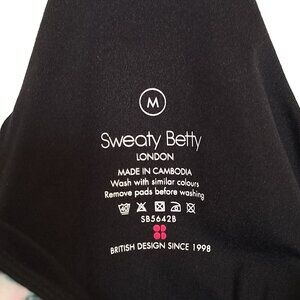 M
Sweaty Betty
LONDON
MADE IN CAMBODIA
Wash with similar colours
Remove pads before washing
SB5642B
BRITISH DESIGN SINCE 1998